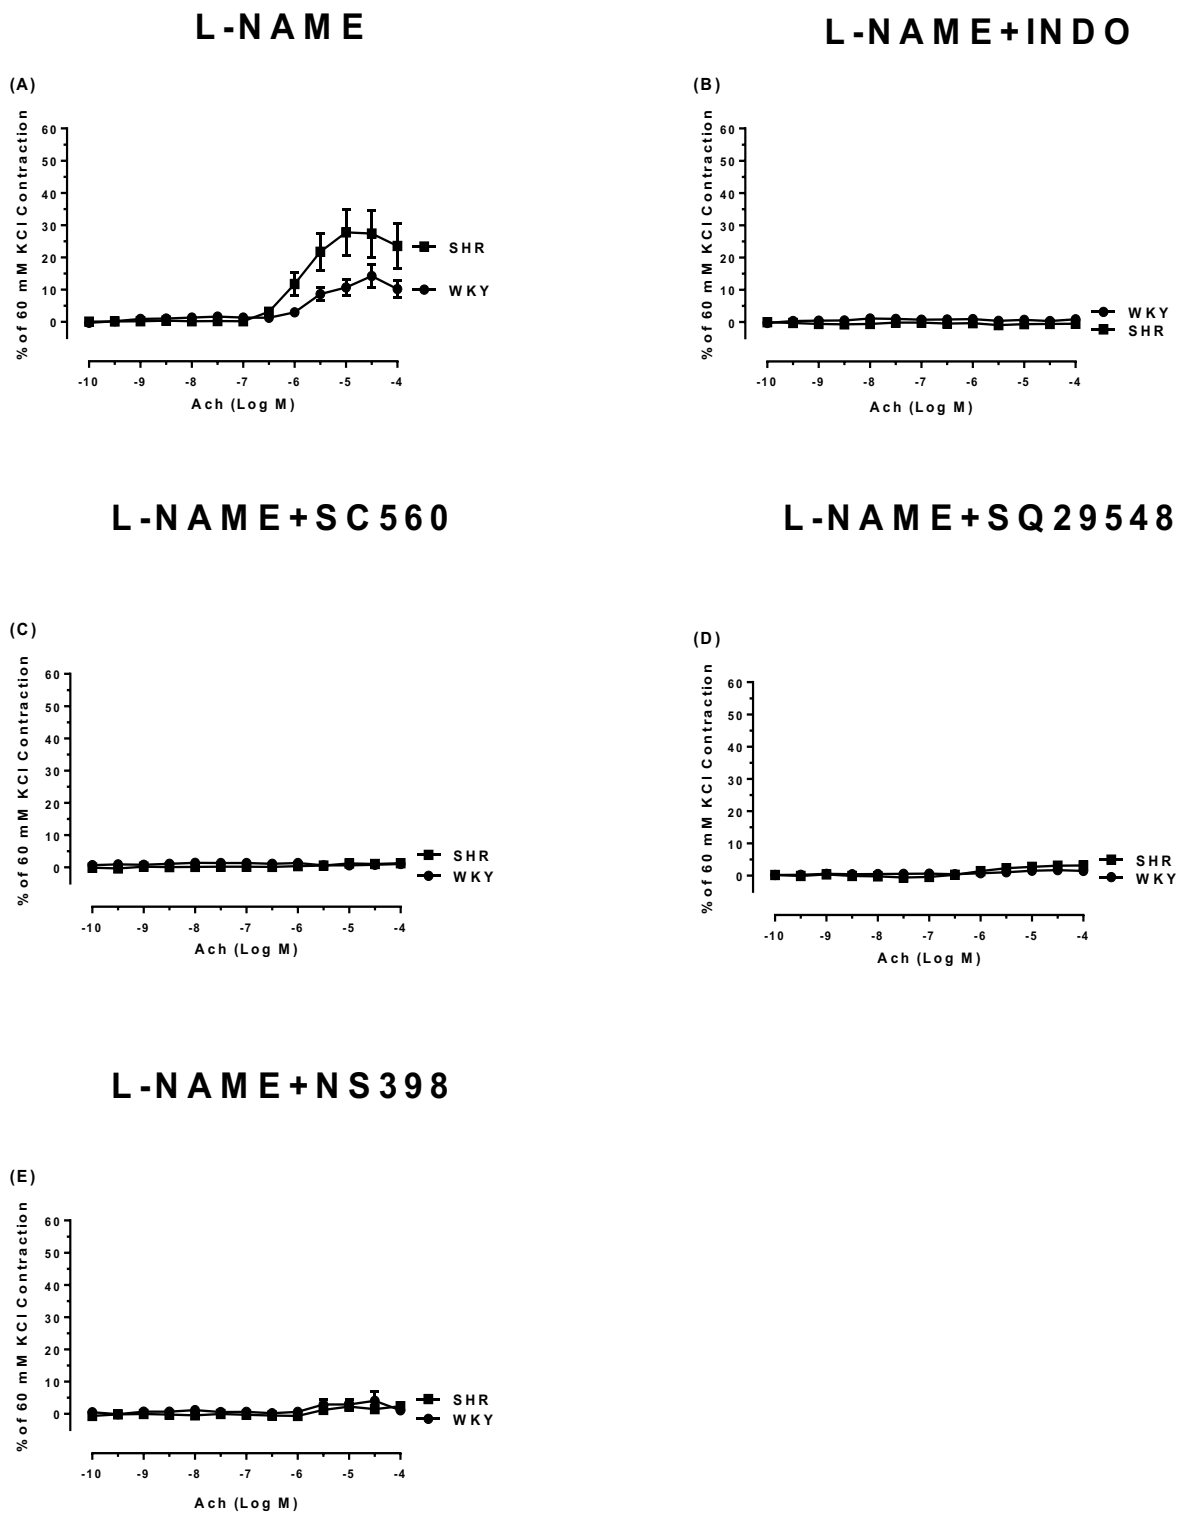 L-NAME
L-NAME+INDO
(A)
(B)
% of 60 mM KCl Contraction
60
50
40
30
20
10
0
SHR
WKY
-10 -9 -8 -7 -6 -5 -4
Ach (Log M)
% of 60 mM KCl Contraction
60
50
40
30
20
10
0
WKY
SHR
-10 -9 -8 -7 -6 -5 -4
Ach (Log M)
L-NAME+SC560
L-NAME+SQ29548
(C)
(D)
% of 60 mM KCl Contraction
60
50
40
30
20
10
0
SHR
WKY
-10 -9 -8 -7 -6 -5 -4
Ach (Log M)
% of 60 mM KCl Contraction
60
50
40
30
20
10
0
SHR
WKY
-10 -9 -8 -7 -6 -5 -4
Ach (Log M)
L-NAME+NS398
(E)
% of 60 mM KCl Contraction
60
50
40
30
20
10
0
SHR
WKY
-10 -9 -8 -7 -6 -5 -4
Ach (Log M)